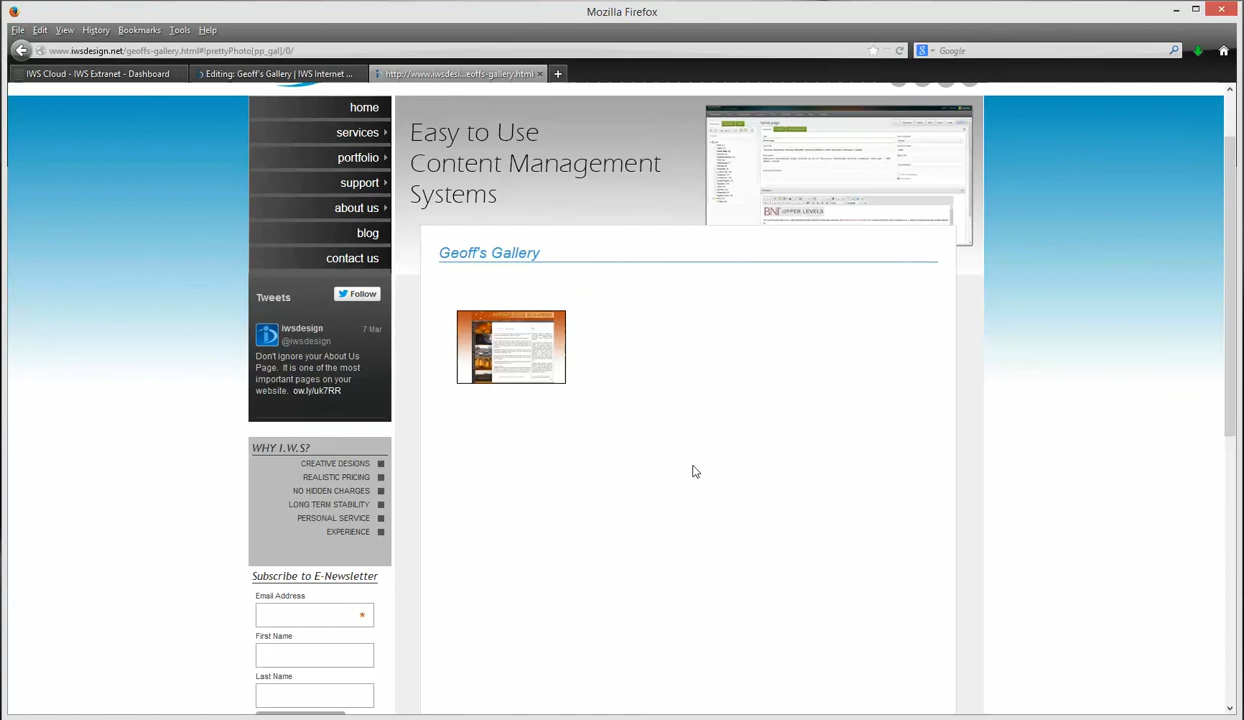 Mozilla Firefox
File Edit View History Bookmarks Tools Help
www.iwsdesign.net/geoffs-gallery.html#!prettyPhoto[pp_gal]/0/
Google
IWS Cloud - IWS Extranet - Dashboard
Editing: Geoff's Gallery | IWS Internet ...
http://www.iwsdesi...eoffs-gallery.html
home
services
portfolio
support
about us
blog
contact us
Easy to Use
Content Management
Systems
BNI UPPER LEVELS
Geoff's Gallery
Tweets
Follow
iwsdesign
7 Mar
@iwsdesign
Don't ignore your About Us
Page. It is one of the most
important pages on your
website. ow.ly/uk7RR
WHY I.W.S?
CREATIVE DESIGNS
REALISTIC PRICING
NO HIDDEN CHARGES
LONG TERM STABILITY
PERSONAL SERVICE
EXPERIENCE
Subscribe to E-Newsletter
Email Address
*
First Name
Last Name